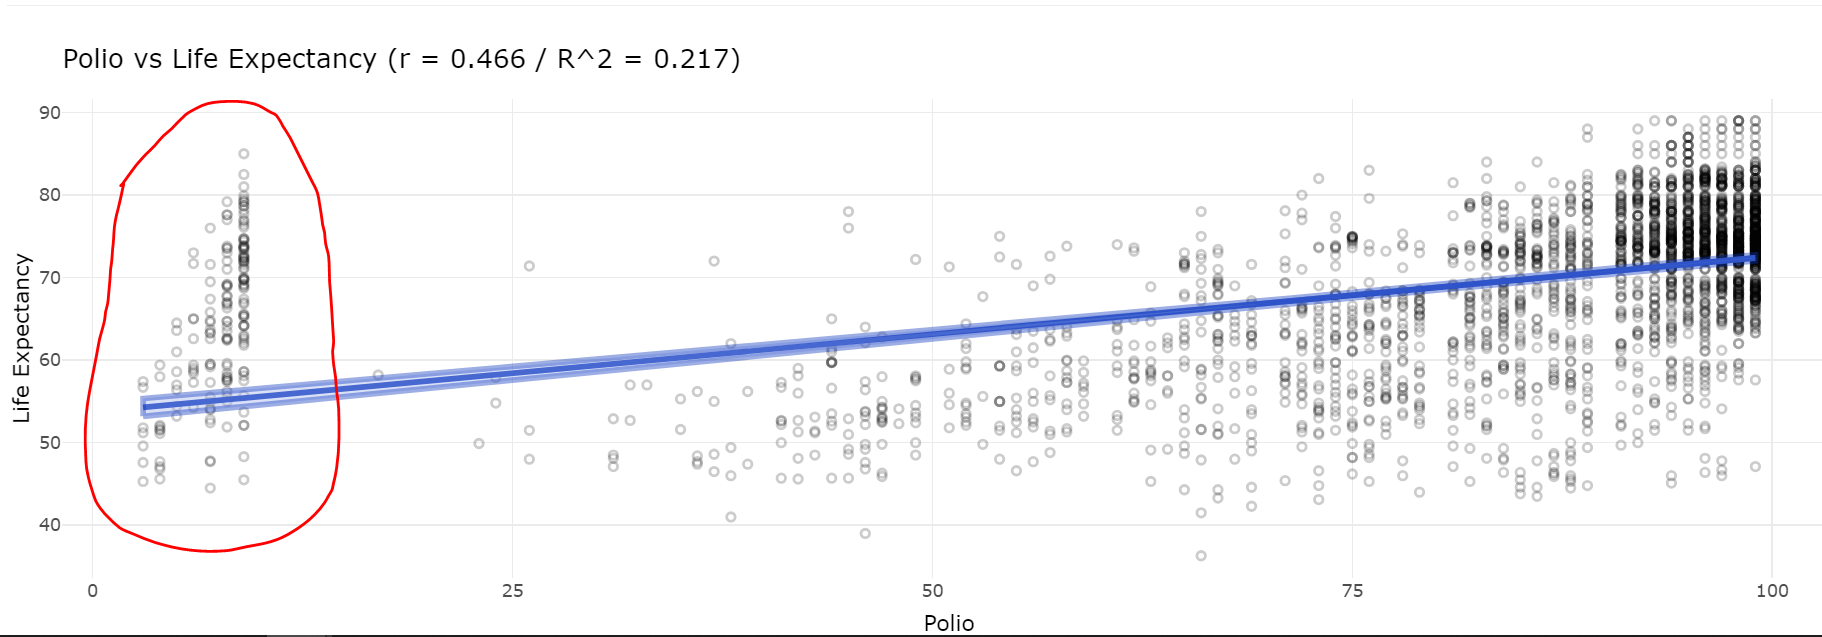 Polio vs Life Expectancy (r = 0.466 / R^2 = 0.217)
90
80
70
60
50
40
Life Expectancy
0 25 50 75 100
Polio